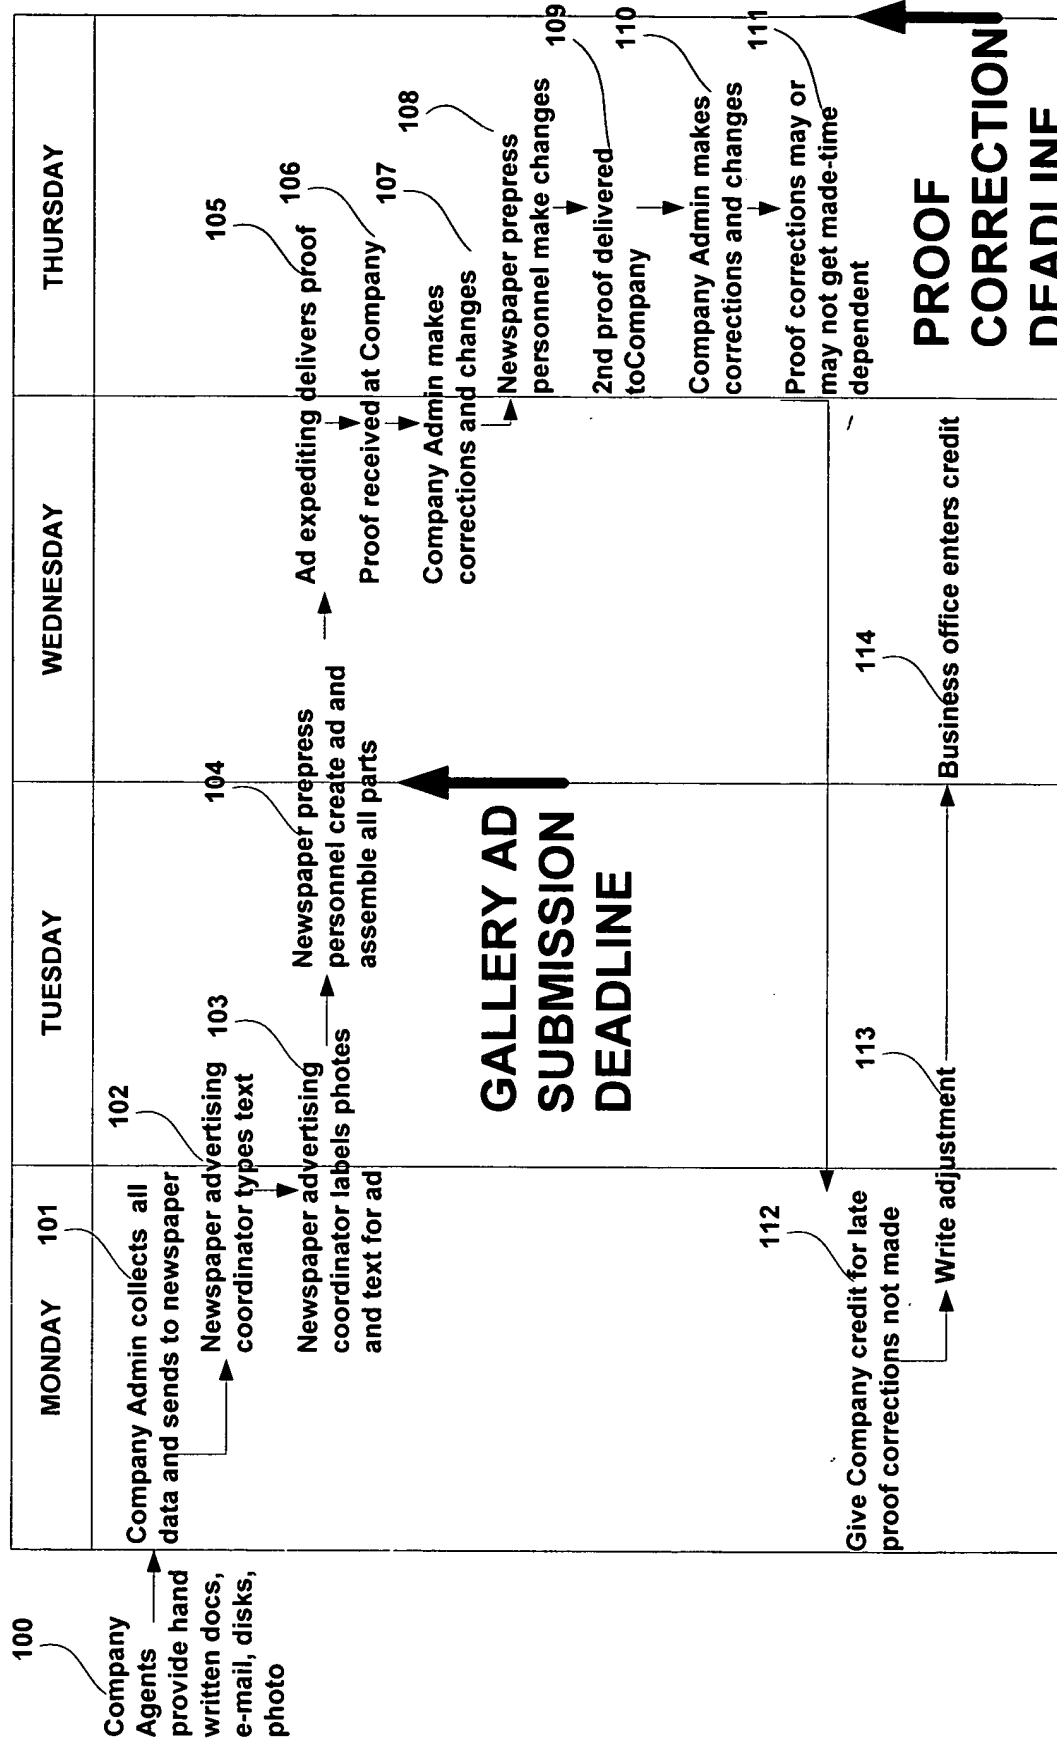 MONDAY
TUESDAY
WEDNESDAY
THURSDAY
100
Company
Agents
provide hand
written docs,
e-mail, disks,
photo
101
Company Admin collects all
data and sends to newspaper
102
Newspaper advertising
coordinator types text
103
Newspaper advertising
coordinator labels photes
and text for ad
104
Newspaper prepress
personnel create ad and
assemble all parts
GALLERY AD
SUBMISSION
DEADLINE
105
Ad expediting delivers proof
106
Proof received at Company
107
Company Admin makes
corrections and changes
108
Newspaper prepress
personnel make changes
109
2nd proof delivered
toCompany
110
Company Admin makes
corrections and changes
111
Proof corrections may or
may not get made-time
dependent
PROOF
CORRECTION
DEADLINE
112
Give Company credit for late
proof corrections not made
113
Write adjustment
114
Business office enters credit